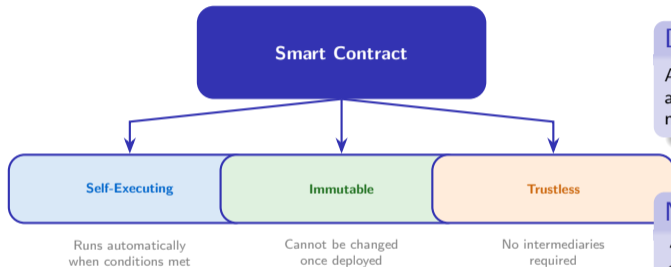 Smart Contract
Self-Executing
Immutable
Trustless
Runs automatically
when conditions met
Cannot be changed
once deployed
No intermediaries
required